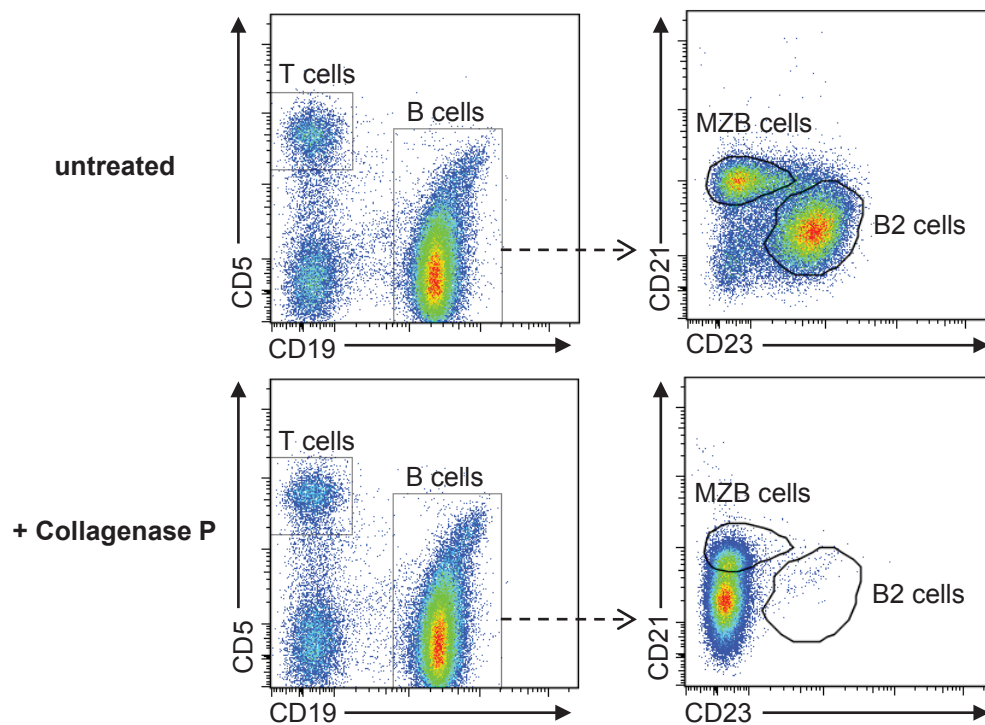 untreated
T cells
B cells
CD5
CD19
MZB cells
B2 cells
CD21
CD23
+ Collagenase P
T cells
B cells
CD5
CD19
MZB cells
B2 cells
CD21
CD23